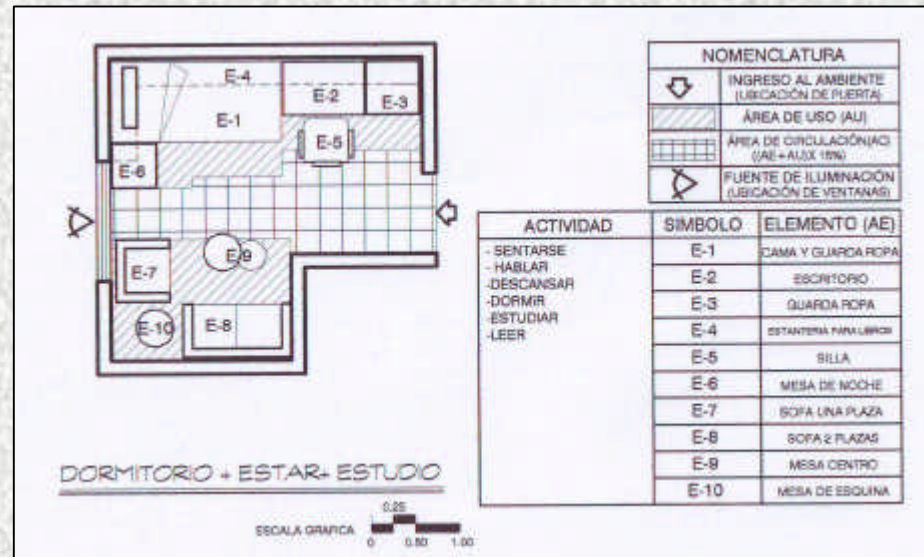 E-4
E-2
E-3
E-1
E-5
E-6
E-9
E-7
E-10
E-8
DORMITORIO + ESTAR+ ESTUDIO
ESCALA GRAFICA
0.25
0 0.50 1.00
NOMENCLATURA
INGRESO AL AMBIENTE
(UBICACIÓN DE PUERTA)
ÁREA DE USO (AU)
ÁREA DE CIRCULACIÓN(AC)
((AE+AU)X 15%)
FUENTE DE ILUMINACIÓN
(UBICACIÓN DE VENTANAS)
ACTIVIDAD SIMBOLO ELEMENTO (AE)
- SENTARSE
- HABLAR
-DESCANSAR
-DORMIR
-ESTUDIAR
-LEER
E-1 CAMA Y GUARDA ROPA
E-2 ESCRITORIO
E-3 GUARDA ROPA
E-4 ESTANTERIA PARA LIBROS
E-5 SILLA
E-6 MESA DE NOCHE
E-7 SOFA UNA PLAZA
E-8 SOFA 2 PLAZAS
E-9 MESA CENTRO
E-10 MESA DE ESQUINA